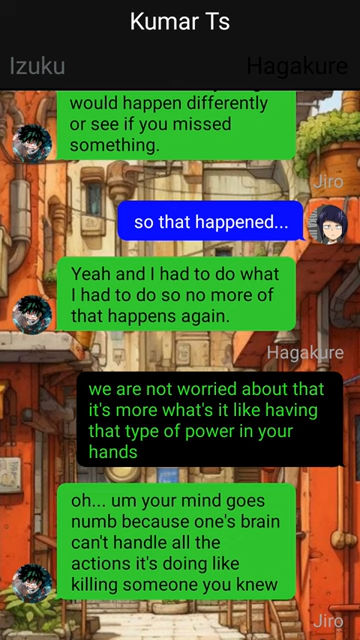 Kumar Ts
Izuku
Hagakure
would happen differently
or see if you missed
something.
Jiro
so that happened...
Yeah and I had to do what
I had to do so no more of
that happens again.
Hagakure
we are not worried about that
it's more what's it like having
that type of power in your
hands
oh... um your mind goes
numb because one's brain
can't handle all the
actions it's doing like
killing someone you knew
Jiro